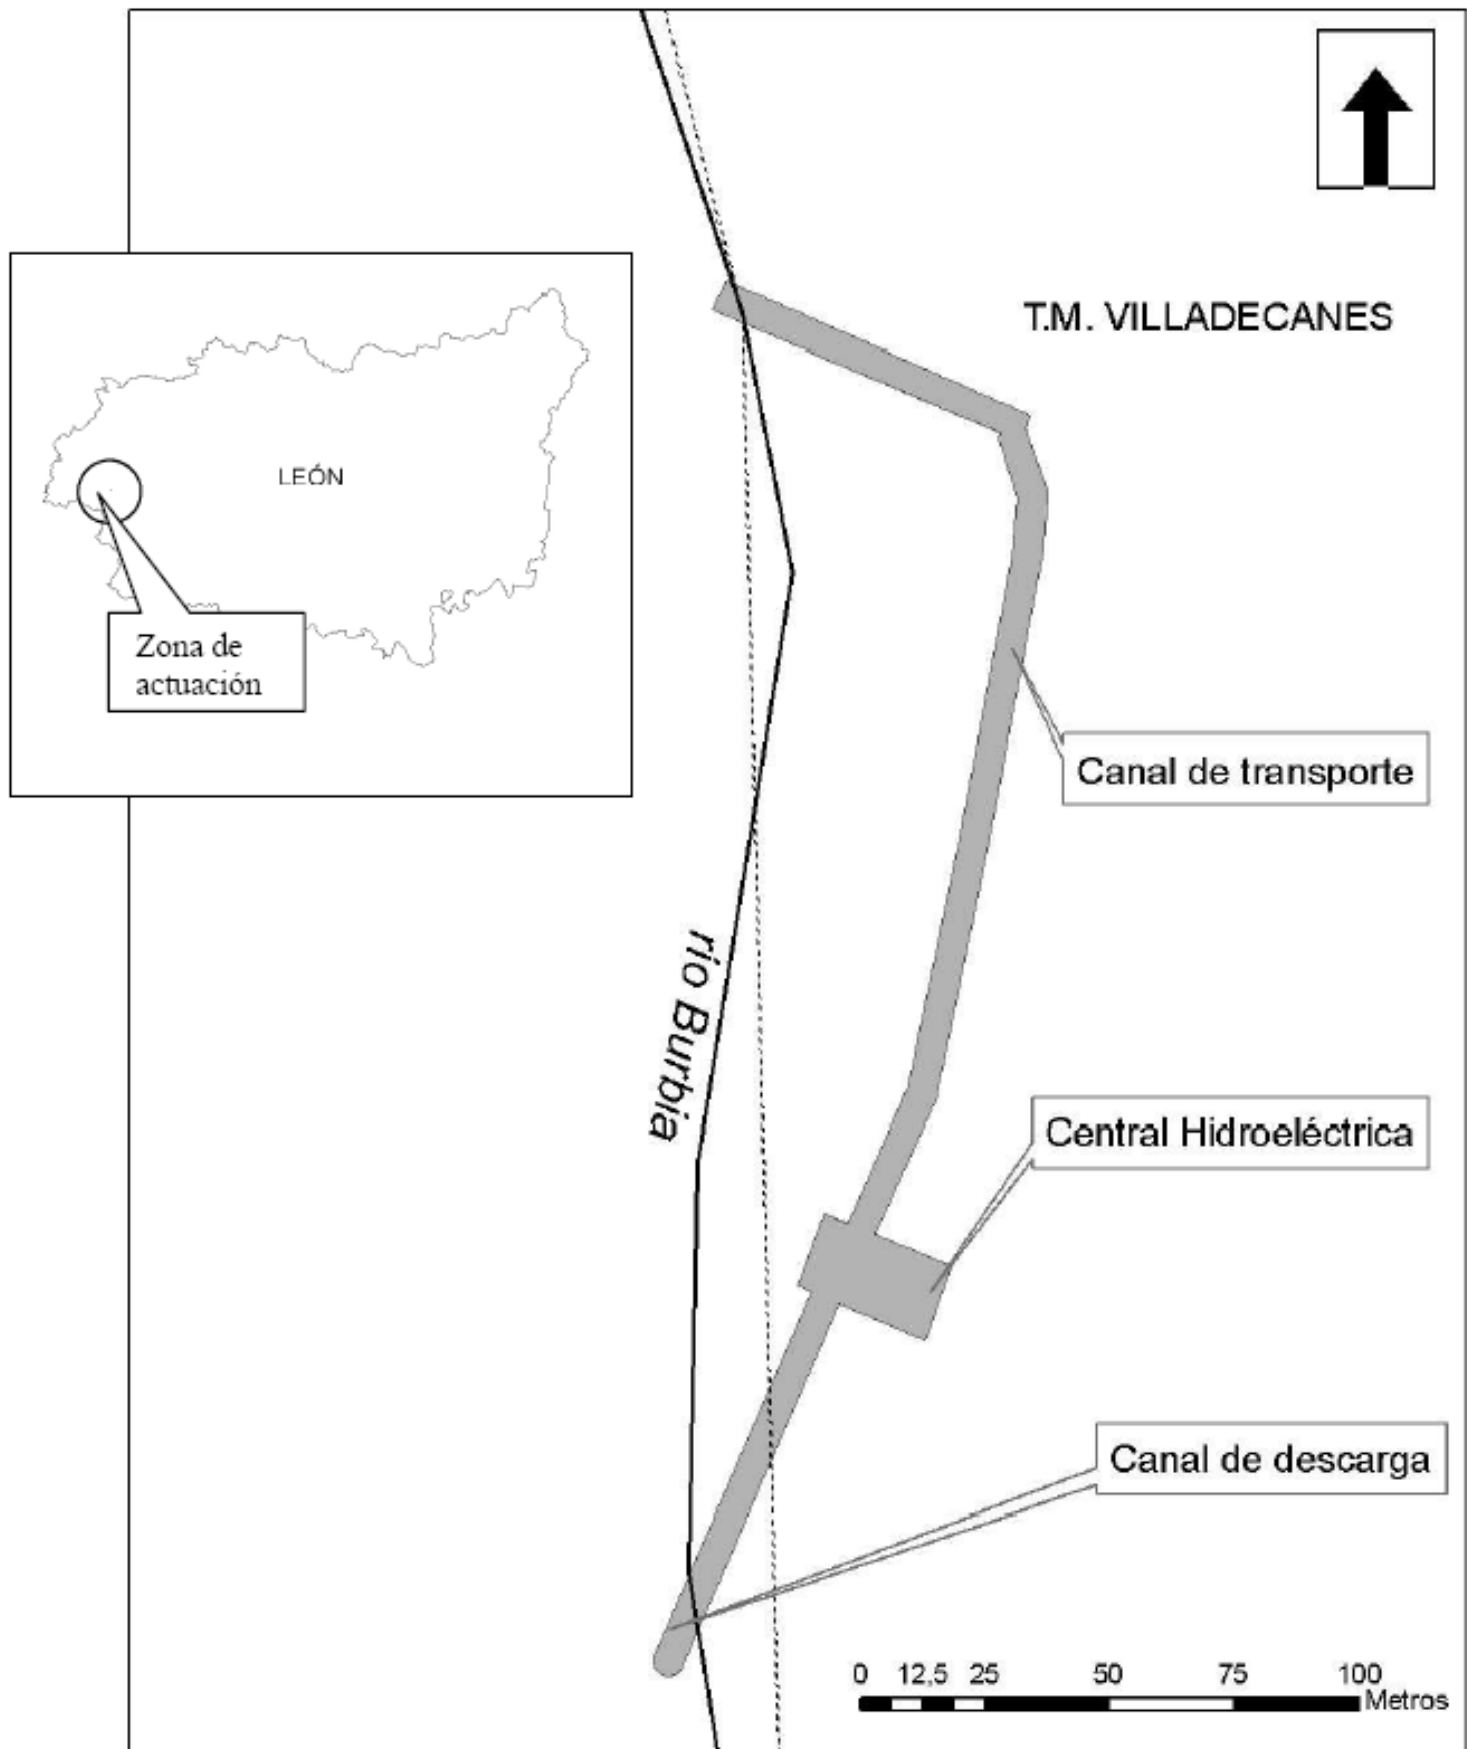 T.M. VILLADECANES
LEÓN
Zona de
actuación
Canal de transporte
río Burbia
Central Hidroeléctrica
Canal de descarga
0 12,5 25 50 75 100
Metros